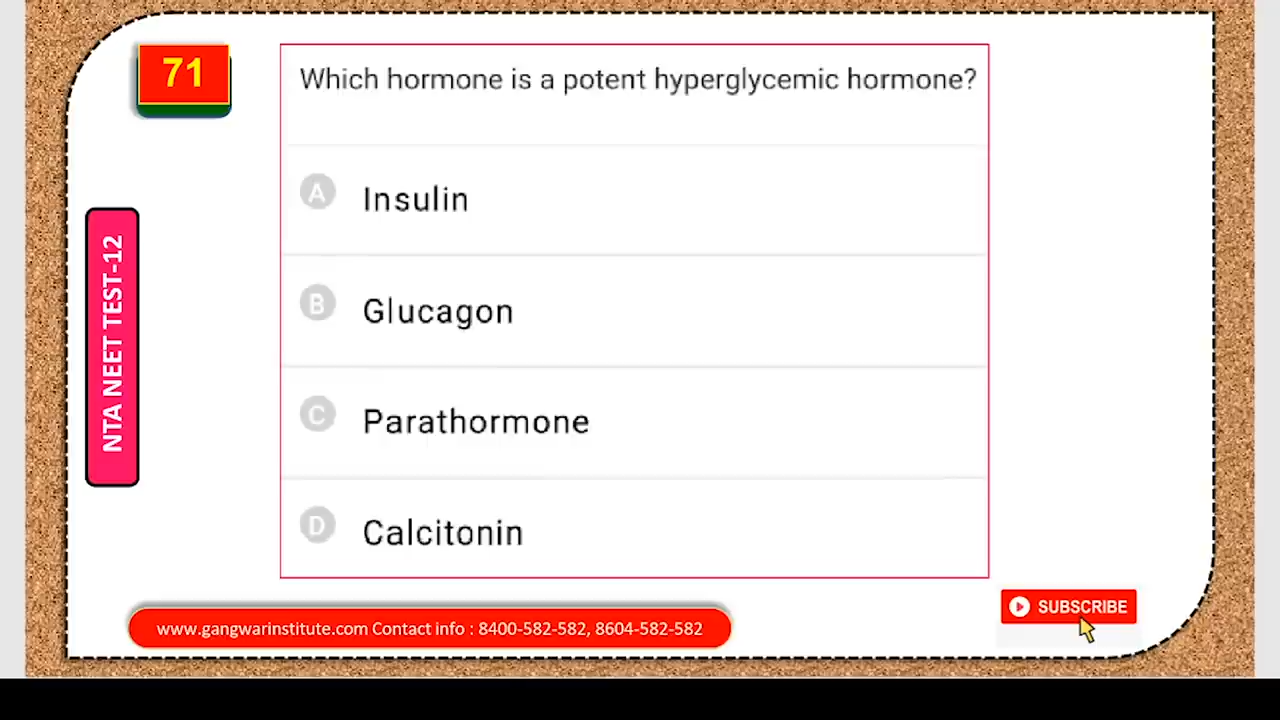 71
Which hormone is a potent hyperglycemic hormone?
A Insulin
B Glucagon
C Parathormone
D Calcitonin
NTA NEET TEST-12
www.gangwarinstitute.com Contact info : 8400-582-582, 8604-582-582
SUBSCRIBE